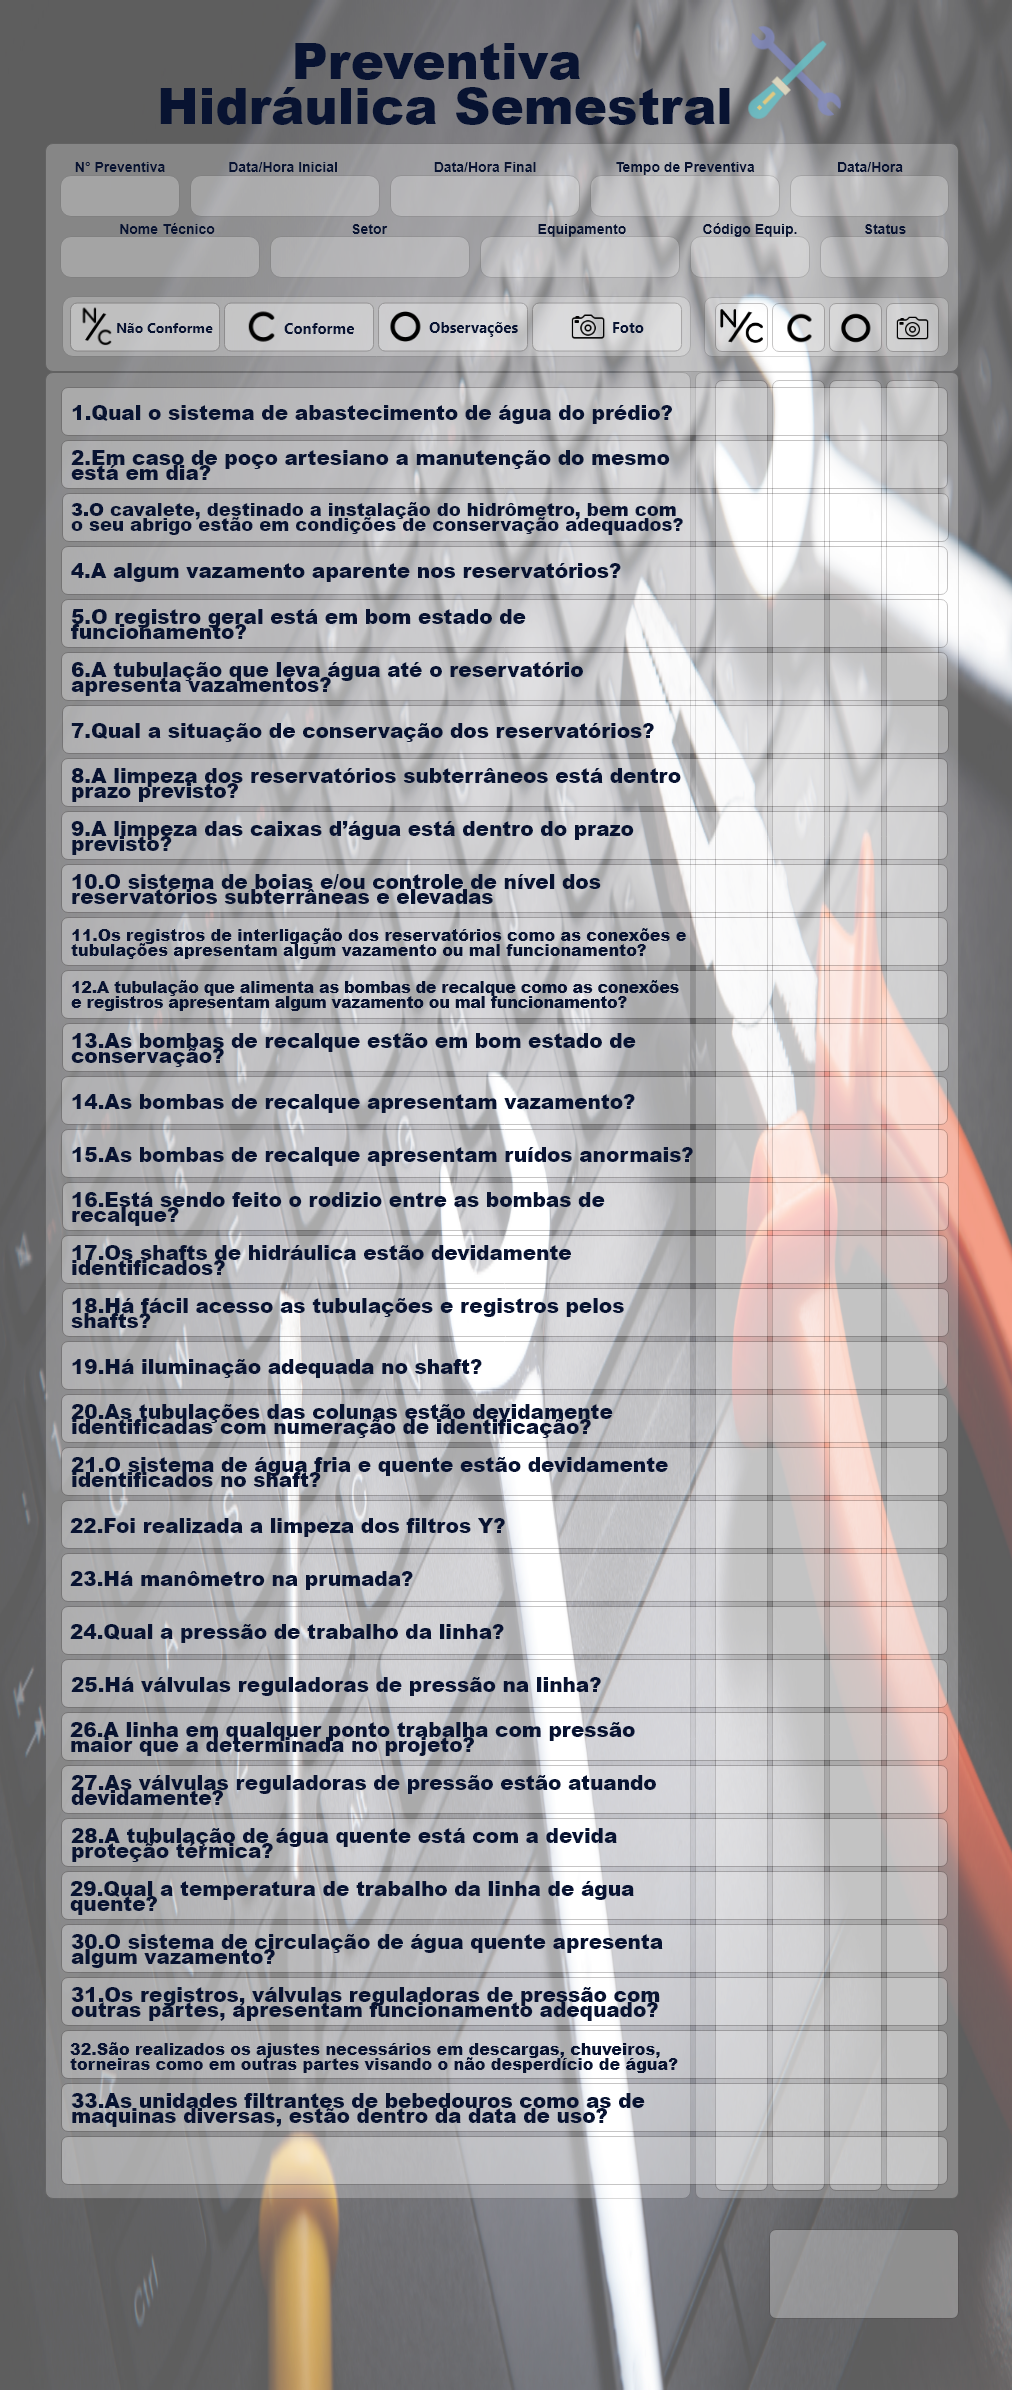 Preventiva
Hidráulica Semestral
N° Preventiva Data/Hora Inicial Data/Hora Final Tempo de Preventiva Data/Hora
Nome Técnico Setor Equipamento Código Equip. Status
N/C Não Conforme C Conforme O Observações Foto N/C C O
1.Qual o sistema de abastecimento de água do prédio?
2.Em caso de poço artesiano a manutenção do mesmo
está em dia?
3.O cavalete, destinado a instalação do hidrômetro, bem com
o seu abrigo estão em condições de conservação adequados?
4.A algum vazamento aparente nos reservatórios?
5.O registro geral está em bom estado de
funcionamento?
6.A tubulação que leva água até o reservatório
apresenta vazamentos?
7.Qual a situação de conservação dos reservatórios?
8.A limpeza dos reservatórios subterrâneos está dentro
prazo previsto?
9.A limpeza das caixas d’água está dentro do prazo
previsto?
10.O sistema de boias e/ou controle de nível dos
reservatórios subterrâneas e elevadas
11.Os registros de interligação dos reservatórios como as conexões e
tubulações apresentam algum vazamento ou mal funcionamento?
12.A tubulação que alimenta as bombas de recalque como as conexões
e registros apresentam algum vazamento ou mal funcionamento?
13.As bombas de recalque estão em bom estado de
conservação?
14.As bombas de recalque apresentam vazamento?
15.As bombas de recalque apresentam ruídos anormais?
16.Está sendo feito o rodizio entre as bombas de
recalque?
17.Os shafts de hidráulica estão devidamente
identificados?
18.Há fácil acesso as tubulações e registros pelos
shafts?
19.Há iluminação adequada no shaft?
20.As tubulações das colunas estão devidamente
identificadas com numeração de identificação?
21.O sistema de água fria e quente estão devidamente
identificados no shaft?
22.Foi realizada a limpeza dos filtros Y?
23.Há manômetro na prumada?
24.Qual a pressão de trabalho da linha?
25.Há válvulas reguladoras de pressão na linha?
26.A linha em qualquer ponto trabalha com pressão
maior que a determinada no projeto?
27.As válvulas reguladoras de pressão estão atuando
devidamente?
28.A tubulação de água quente está com a devida
proteção térmica?
29.Qual a temperatura de trabalho da linha de água
quente?
30.O sistema de circulação de água quente apresenta
algum vazamento?
31.Os registros, válvulas reguladoras de pressão com
outras partes, apresentam funcionamento adequado?
32.São realizados os ajustes necessários em descargas, chuveiros,
torneiras como em outras partes visando o não desperdício de água?
33.As unidades filtrantes de bebedouros como as de
maquinas diversas, estão dentro da data de uso?
Ctrl